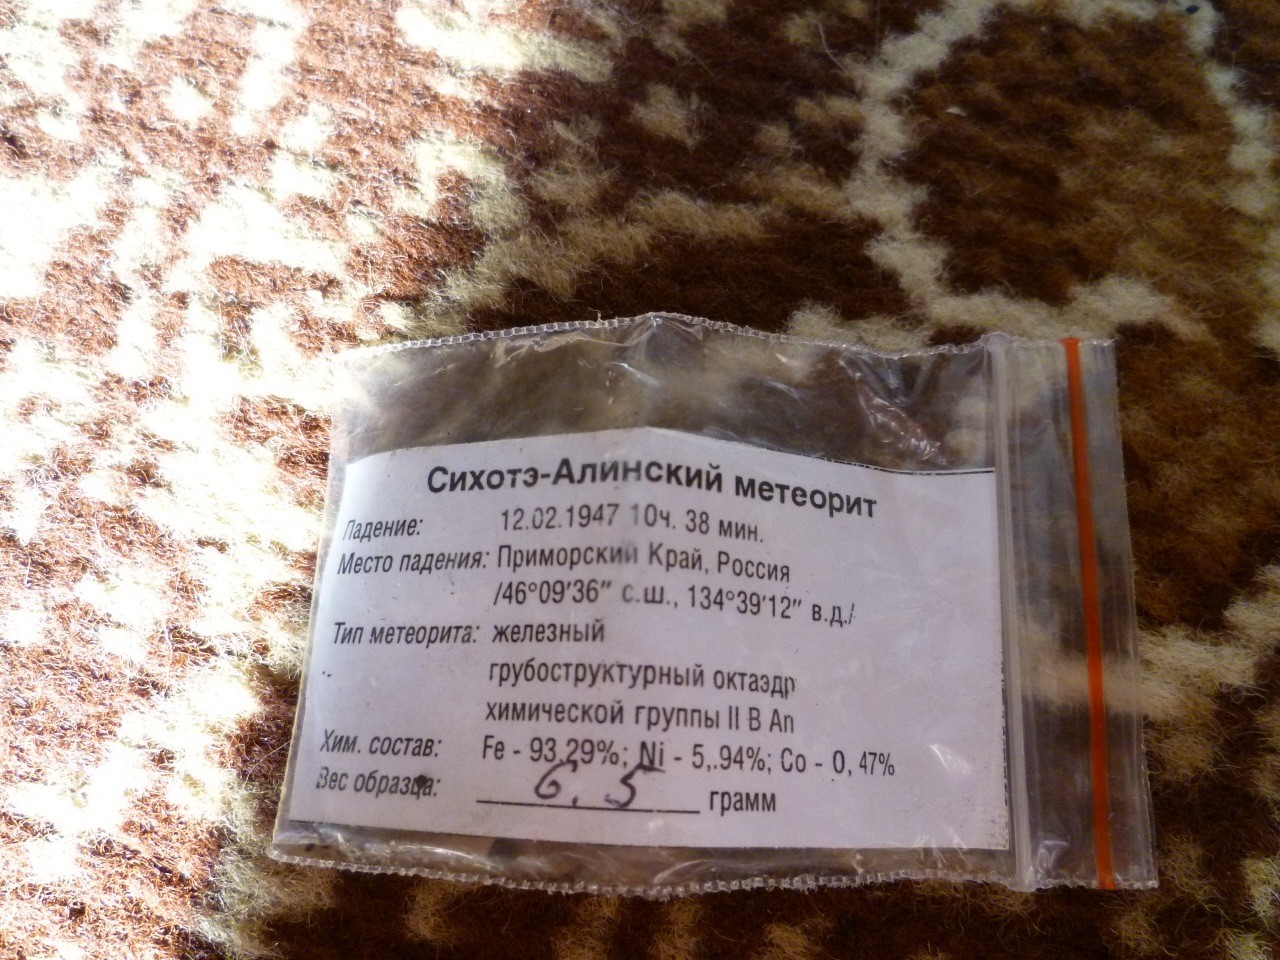 Сихотэ-Алинский метеорит
Падение: 12.02.1947 10ч. 38 мин.
Место падения: Приморский Край, Россия
/46°09'36" с.ш., 134°39'12" в.д./
Тип метеорита: железный
грубоструктурный октаэдр
химической группы II B An
Хим. состав: Fe - 93,29%; Ni - 5,.94%; Co - 0, 47%
Вес образца: 6.5 грамм